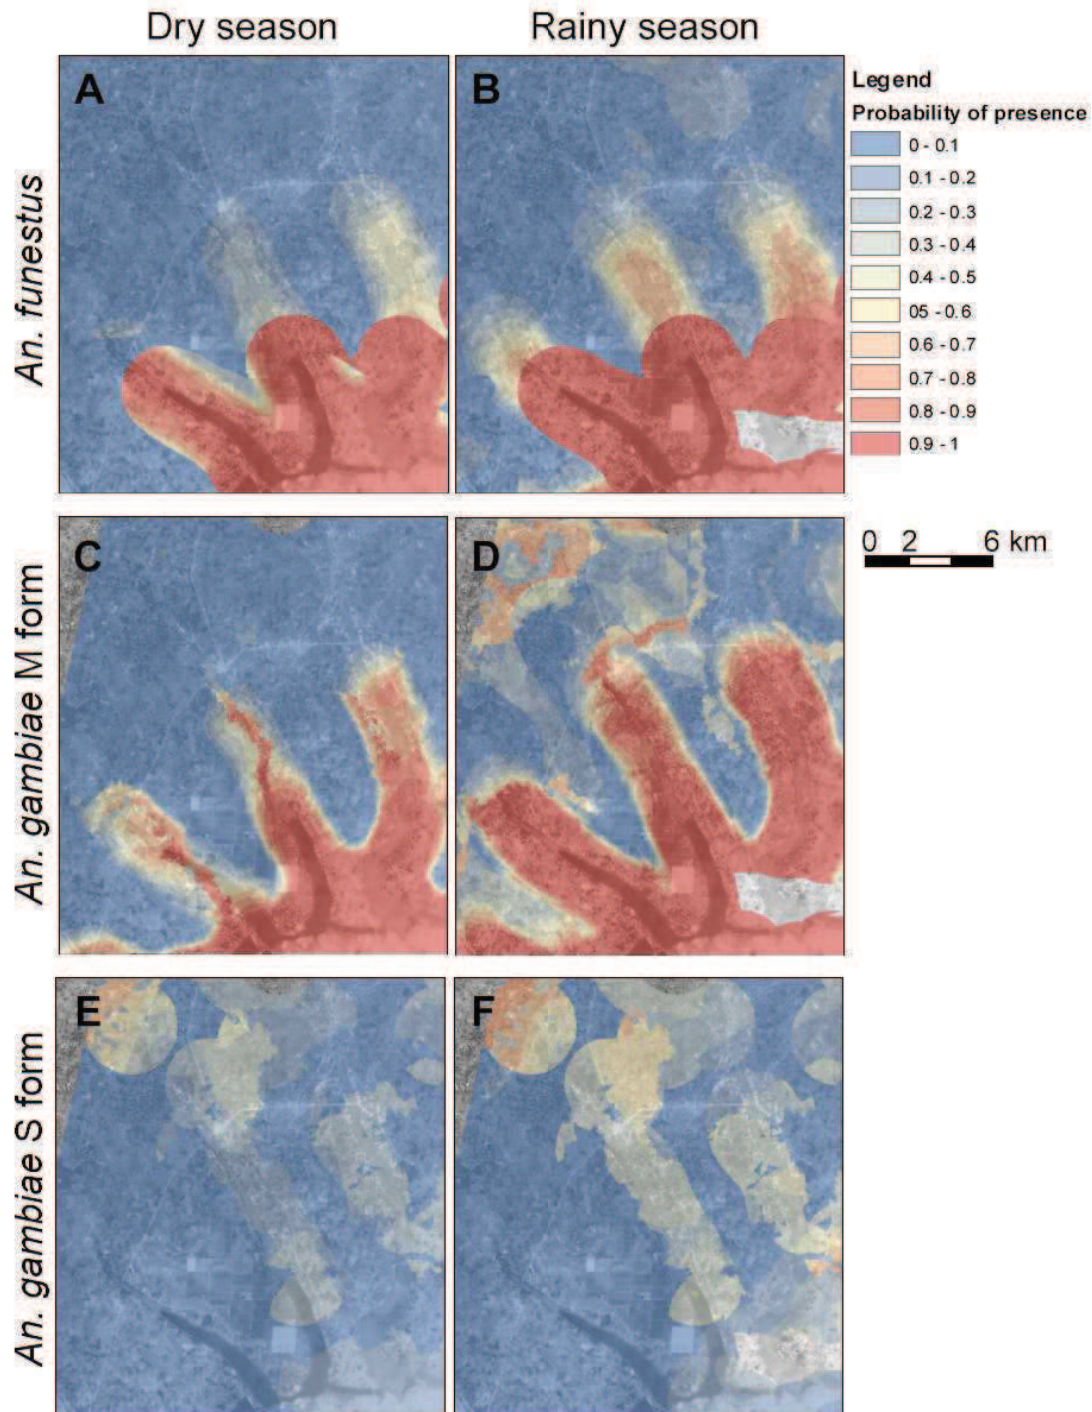 Dry season
Rainy season
A
B
Legend
Probability of presence
0 - 0.1
0.1 - 0.2
0.2 - 0.3
0.3 - 0.4
0.4 - 0.5
05 - 0.6
0.6 - 0.7
0.7 - 0.8
0.8 - 0.9
0.9 - 1
An. funestus
C
D
0 2 6 km
An. gambiae M form
E
F
An. gambiae S form